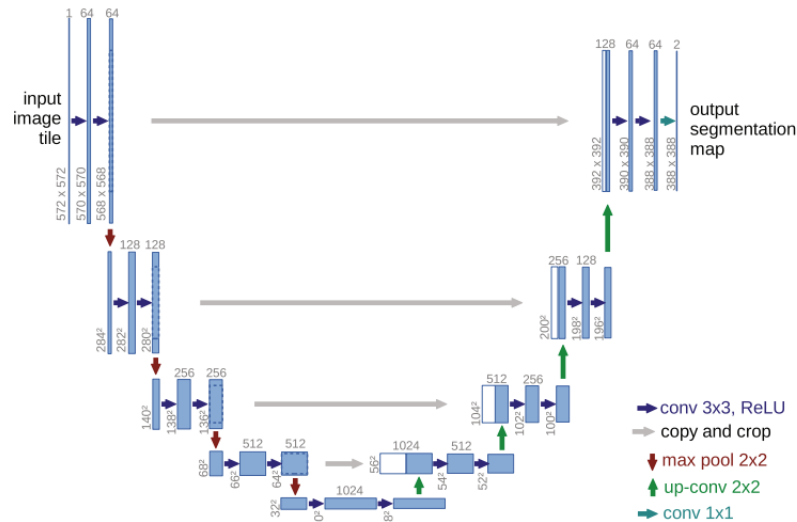 1 64 64
128 64 64 2
input
image
tile
output
segmentation
map
572 x 572
570 x 570
568 x 568
392 x 392
390 x 390
388 x 388
388 x 388
128 128
256 128
284²
282²
280²
200²
198²
196²
256 256
512 256
140²
138²
136²
104²
102²
100²
512 512
1024 512
68²
66²
64²
56²
54²
52²
1024
32²
0²
8²
conv 3x3, ReLU
copy and crop
max pool 2x2
up-conv 2x2
conv 1x1